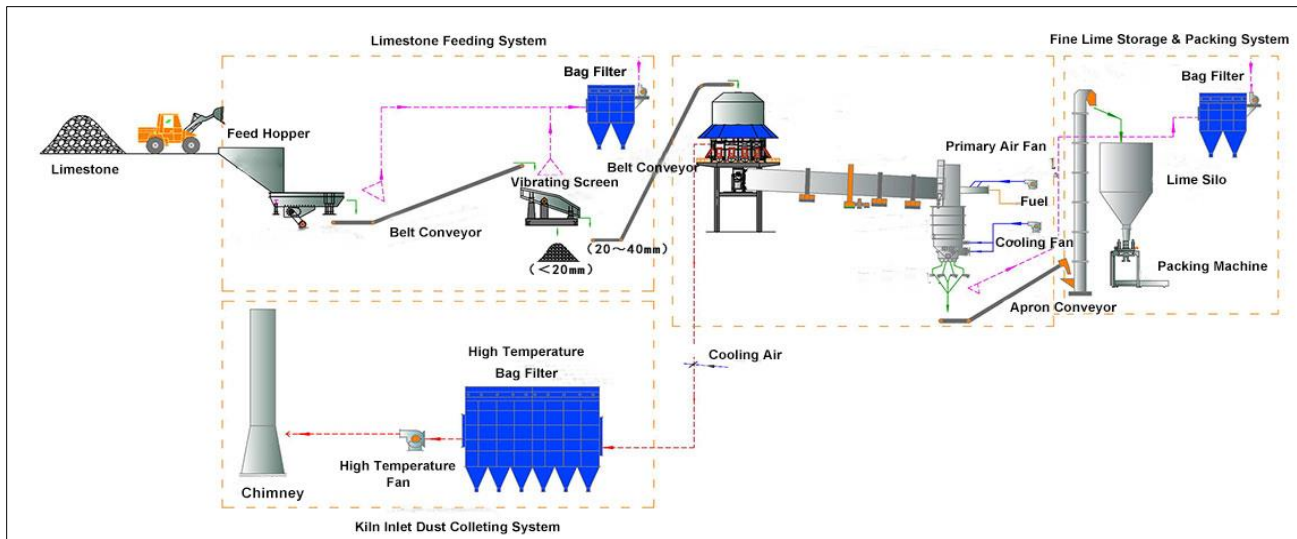 Limestone Feeding System
Fine Lime Storage & Packing System
Bag Filter
Bag Filter
Feed Hopper
Limestone
Belt Conveyor
Vibrating Screen
(<20mm)
Belt Conveyor
(20～40mm)
Primary Air Fan
Fuel
Cooling Fan
Apron Conveyor
Lime Silo
Packing Machine
Cooling Air
High Temperature
Bag Filter
High Temperature
Fan
Chimney
Kiln Inlet Dust Colleting System